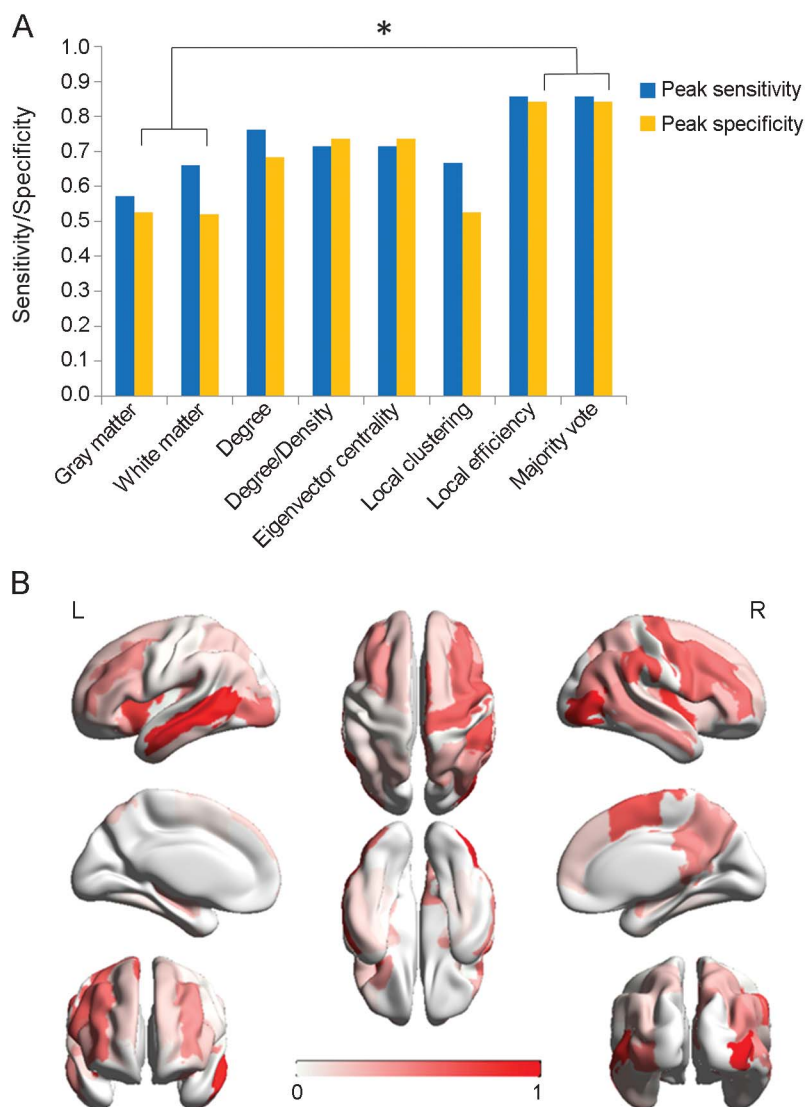 A
*
1.0
0.9
0.8
0.7
0.6
0.5
0.4
0.3
0.2
0.1
0.0
Sensitivity/Specificity
Peak sensitivity
Peak specificity
Gray matter
White matter
Degree
Degree/Density
Eigenvector centrality
Local clustering
Local efficiency
Majority vote
B
L
R
0
1